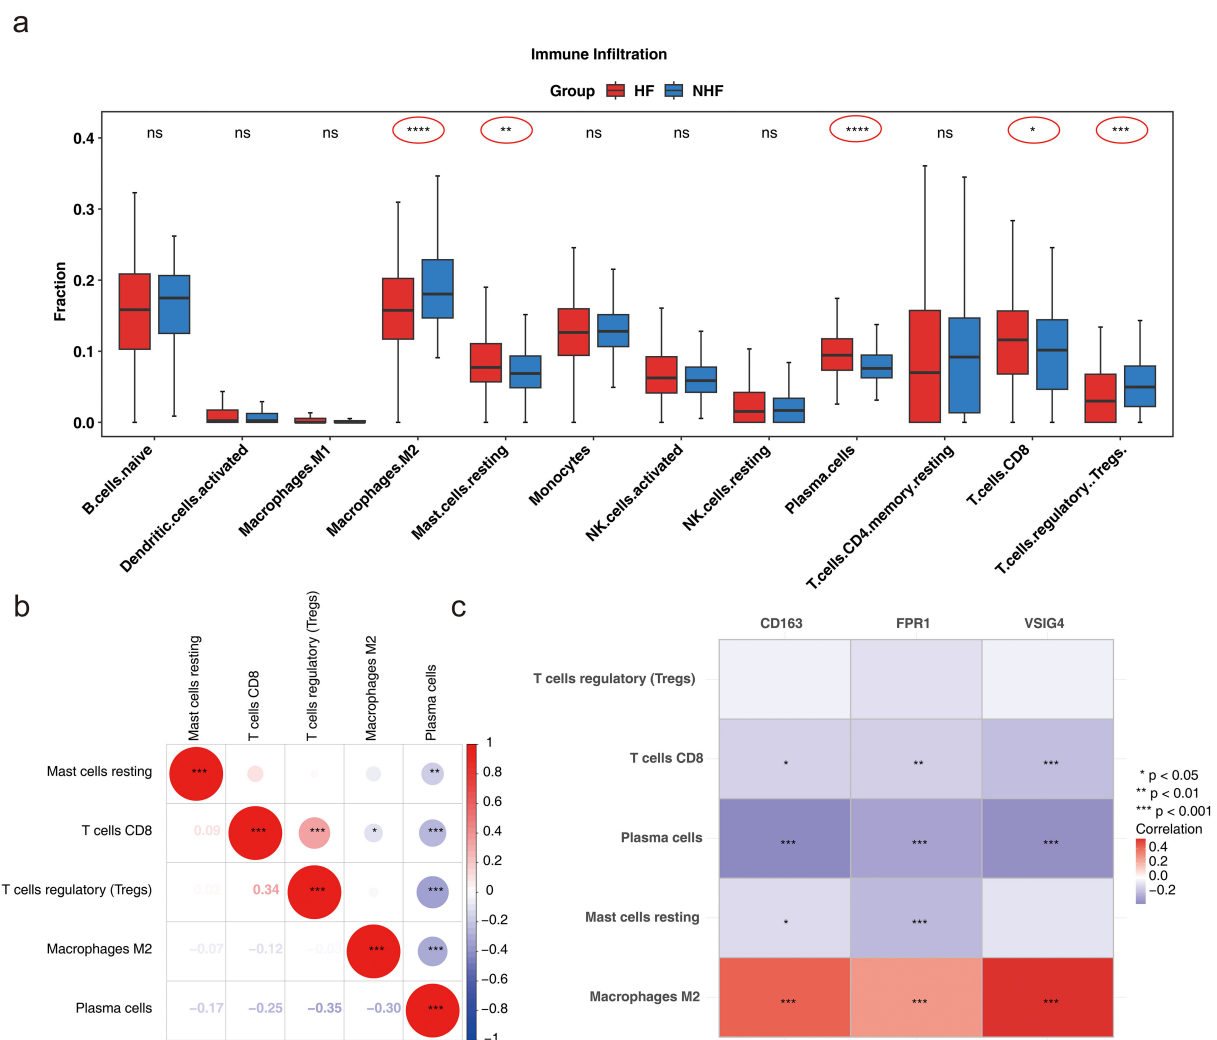 a
Immune Infiltration
Group HF NHF
ns ns ns **** ** ns ns ns **** ns * ***
0.4
0.3
0.2
0.1
0.0
Fraction
B.cells.naive
Dendritic.cells.activated
Macrophages.M1
Macrophages.M2
Mast.cells.resting
Monocytes
NK.cells.activated
NK.cells.resting
Plasma.cells
T.cells.CD4.memory.resting
T.cells.CD8
T.cells.regulatory..Tregs.
b
Mast cells resting
T cells CD8
T cells regulatory (Tregs)
Macrophages M2
Plasma cells
Mast cells resting *** **
T cells CD8 0.09 *** *** * ***
T cells regulatory (Tregs) 0.34 *** ***
Macrophages M2 −0.07 −0.12 *** ***
Plasma cells −0.17 −0.25 −0.35 −0.30 ***
1
0.8
0.6
0.4
0.2
0
−0.2
−0.4
−0.6
−0.8
−1
c
CD163 FPR1 VSIG4
T cells regulatory (Tregs)
T cells CD8 * ** ***
Plasma cells *** *** ***
Mast cells resting * ***
Macrophages M2 *** *** ***
* p < 0.05
** p < 0.01
*** p < 0.001
Correlation
0.4
0.2
0.0
−0.2